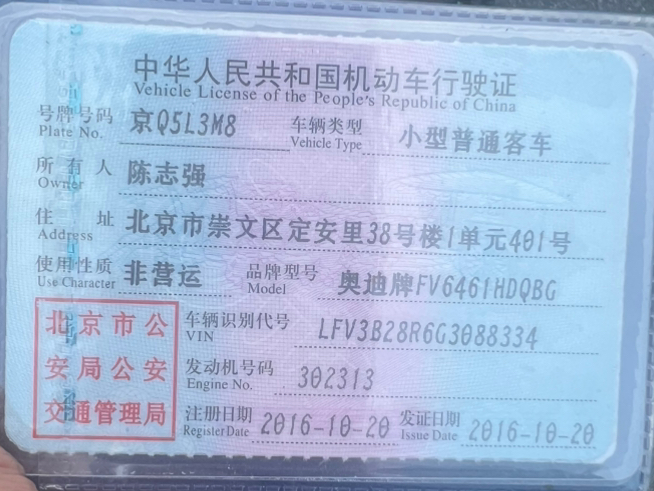 中华人民共和国机动车行驶证
Vehicle License of the People's Republic of China
号牌号码 京Q5L3M8 车辆类型 小型普通客车
Plate No. Vehicle Type
所有人 陈志强
Owner
住址 北京市崇文区定安里38号楼1单元401号
Address
使用性质 非营运 品牌型号 奥迪牌FV6461HDQBG
Use Character Model
北京市公安局公安交通管理局
车辆识别代号 LFV3B28R6G3088334
VIN
发动机号码 302313
Engine No.
注册日期 2016-10-20 发证日期 2016-10-20
Register Date Issue Date